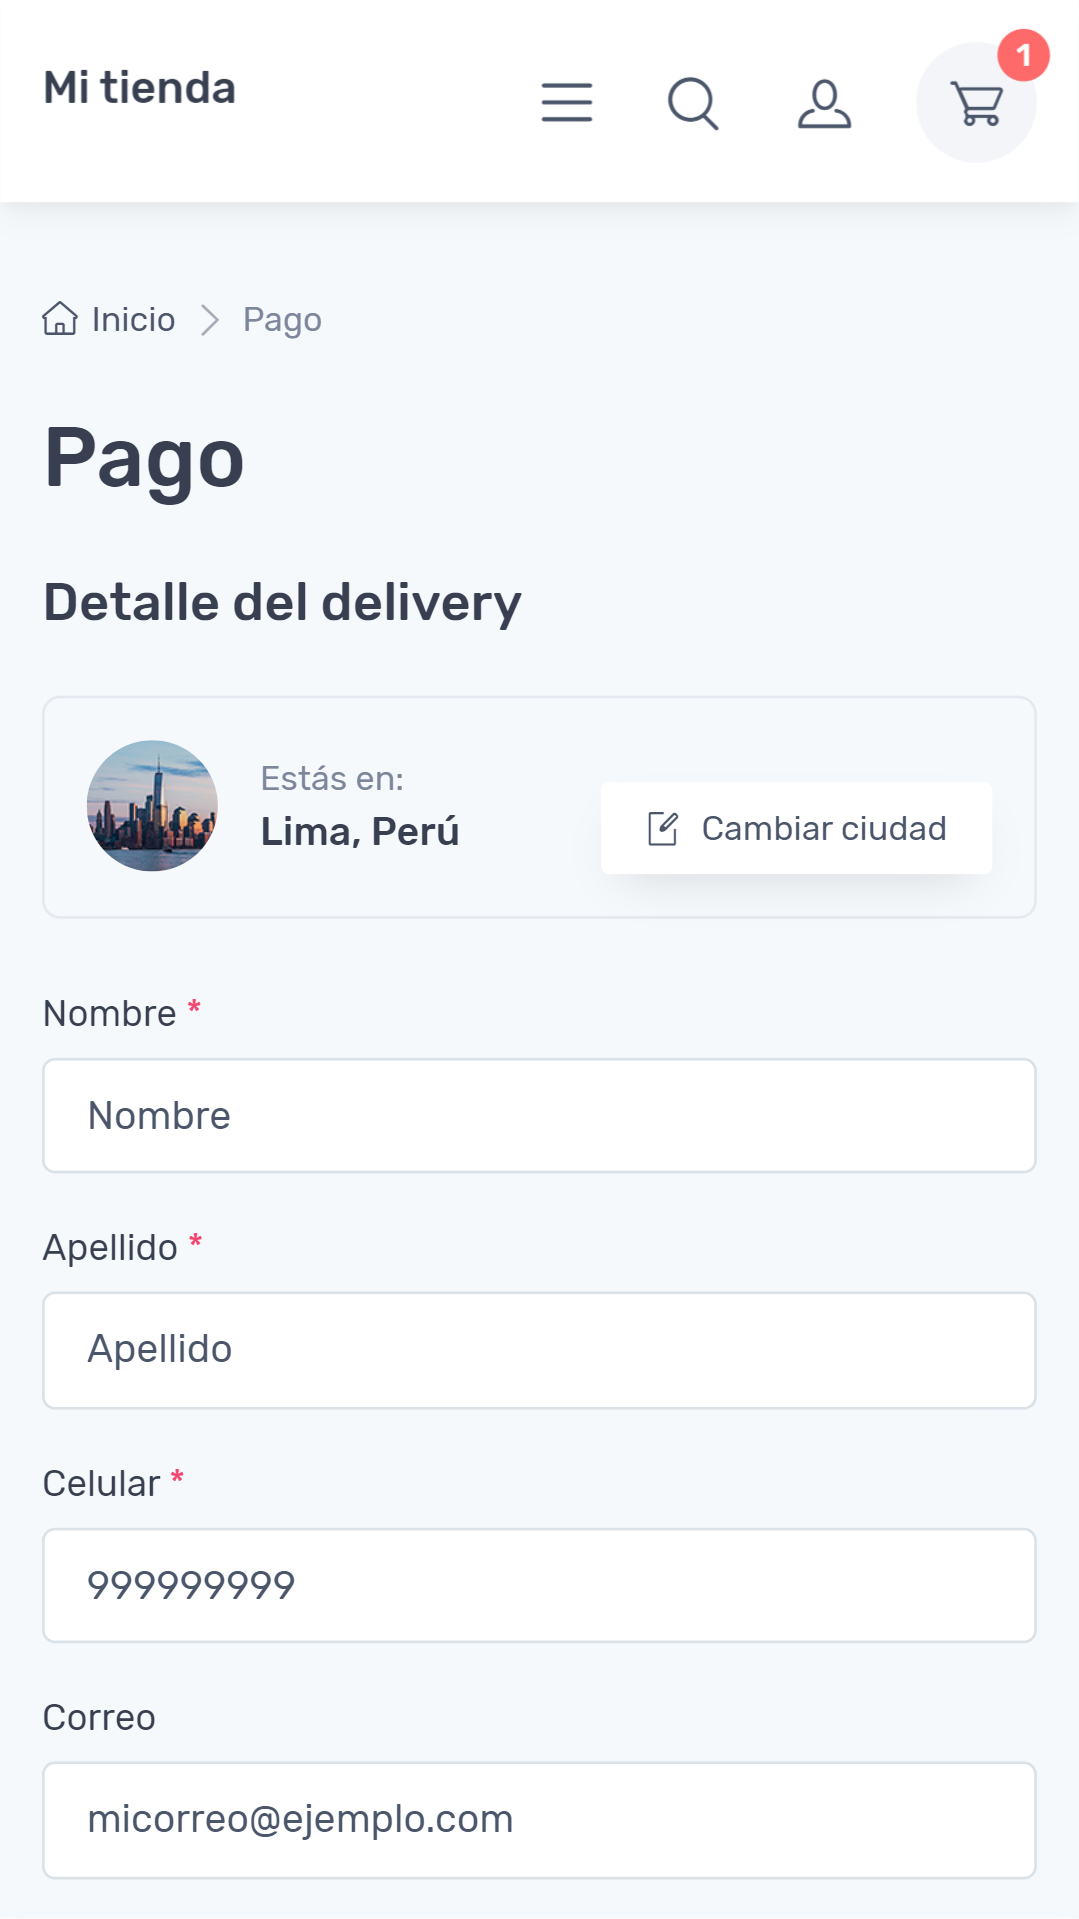 Mi tienda
1
Inicio
Pago
Pago
Detalle del delivery
Estás en:
Lima, Perú
Cambiar ciudad
Nombre *
Nombre
Apellido *
Apellido
Celular *
999999999
Correo
micorreo@ejemplo.com